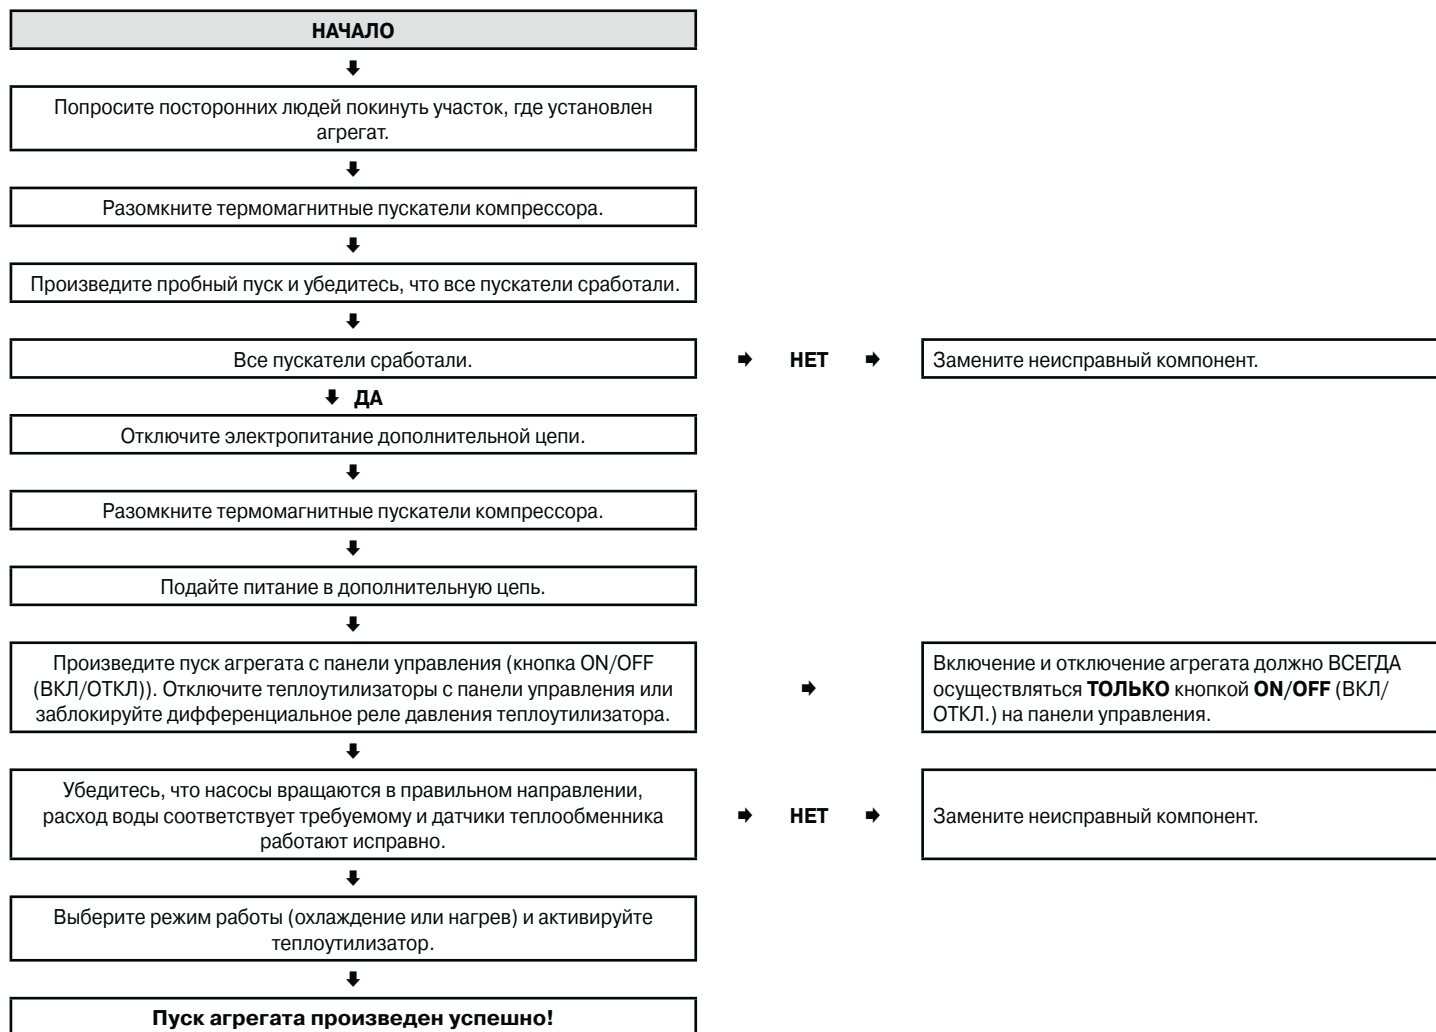 НАЧАЛО
Попросите посторонних людей покинуть участок, где установлен
агрегат.
Разомкните термомагнитные пускатели компрессора.
Произведите пробный пуск и убедитесь, что все пускатели сработали.
Все пускатели сработали.
НЕТ
Замените неисправный компонент.
ДА
Отключите электропитание дополнительной цепи.
Разомкните термомагнитные пускатели компрессора.
Подайте питание в дополнительную цепь.
Произведите пуск агрегата с панели управления (кнопка ON/OFF
(ВКЛ/ОТКЛ)). Отключите теплоутилизаторы с панели управления или
заблокируйте дифференциальное реле давления теплоутилизатора.
Включение и отключение агрегата должно ВСЕГДА
осуществляться ТОЛЬКО кнопкой ON/OFF (ВКЛ/
ОТКЛ.) на панели управления.
Убедитесь, что насосы вращаются в правильном направлении,
расход воды соответствует требуемому и датчики теплообменника
работают исправно.
НЕТ
Замените неисправный компонент.
Выберите режим работы (охлаждение или нагрев) и активируйте
теплоутилизатор.
Пуск агрегата произведен успешно!